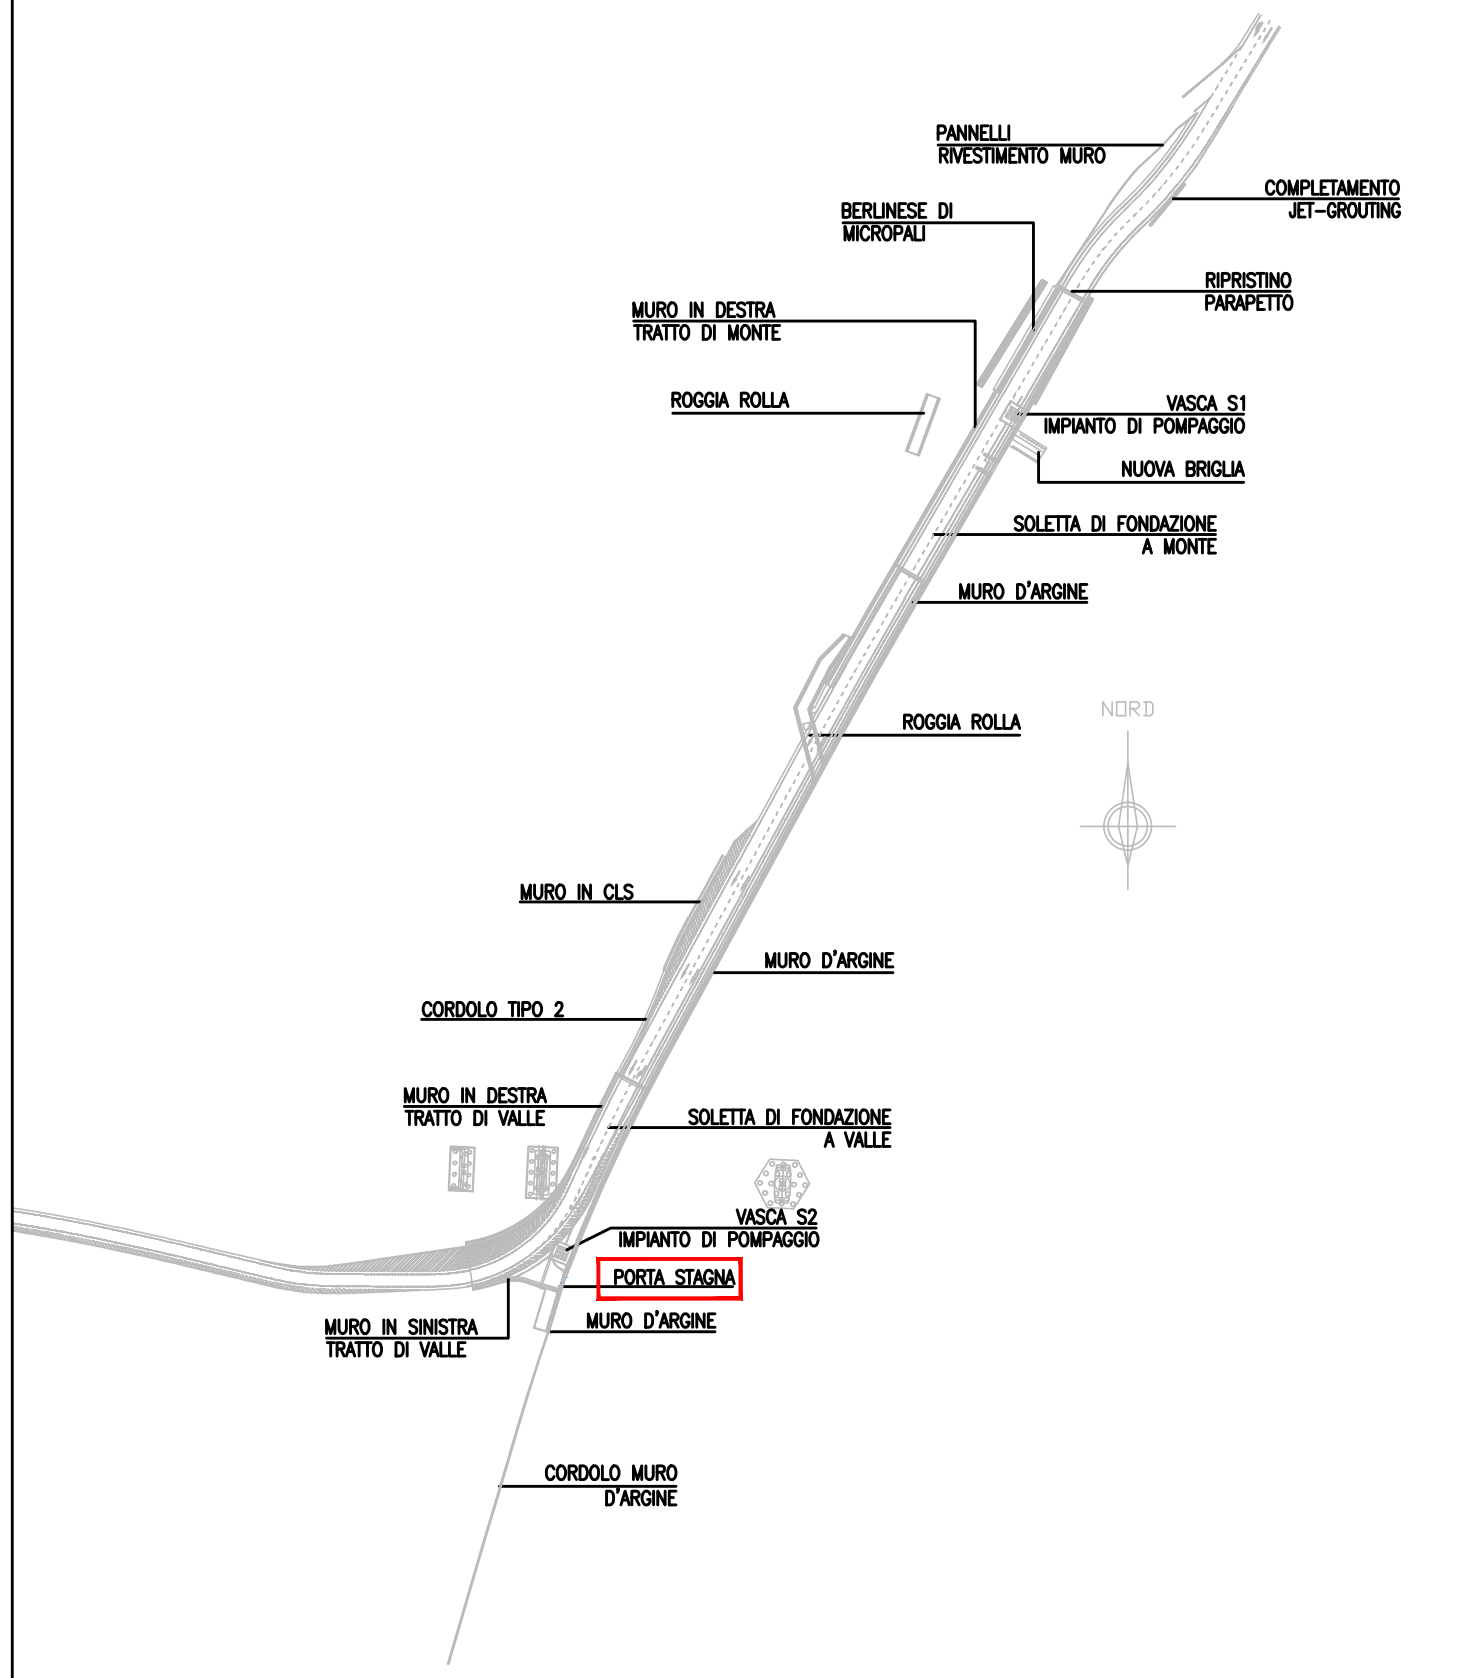 PANNELLI
RIVESTIMENTO MURO
COMPLETAMENTO
JET-GROUTING
BERLINESE DI
MICROPALI
RIPRISTINO
PARAPETTO
MURO IN DESTRA
TRATTO DI MONTE
ROGGIA ROLLA
VASCA S1
IMPIANTO DI POMPAGGIO
NUOVA BRIGLIA
SOLETTA DI FONDAZIONE
A MONTE
MURO D'ARGINE
NORD
ROGGIA ROLLA
MURO IN CLS
MURO D'ARGINE
CORDOLO TIPO 2
MURO IN DESTRA
TRATTO DI VALLE
SOLETTA DI FONDAZIONE
A VALLE
VASCA S2
IMPIANTO DI POMPAGGIO
PORTA STAGNA
MURO D'ARGINE
MURO IN SINISTRA
TRATTO DI VALLE
CORDOLO MURO
D'ARGINE